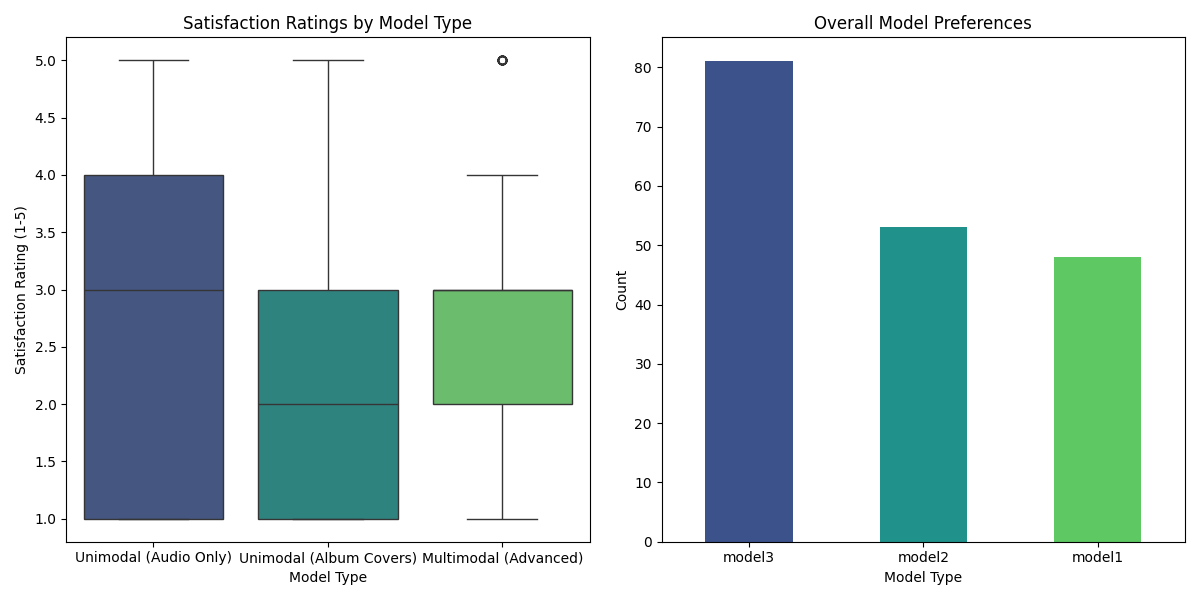 Satisfaction Ratings by Model Type
Satisfaction Rating (1-5)
5.0
4.5
4.0
3.5
3.0
2.5
2.0
1.5
1.0
Unimodal (Audio Only)
Unimodal (Album Covers)
Multimodal (Advanced)
Model Type
Overall Model Preferences
Count
80
70
60
50
40
30
20
10
0
model3
model2
model1
Model Type